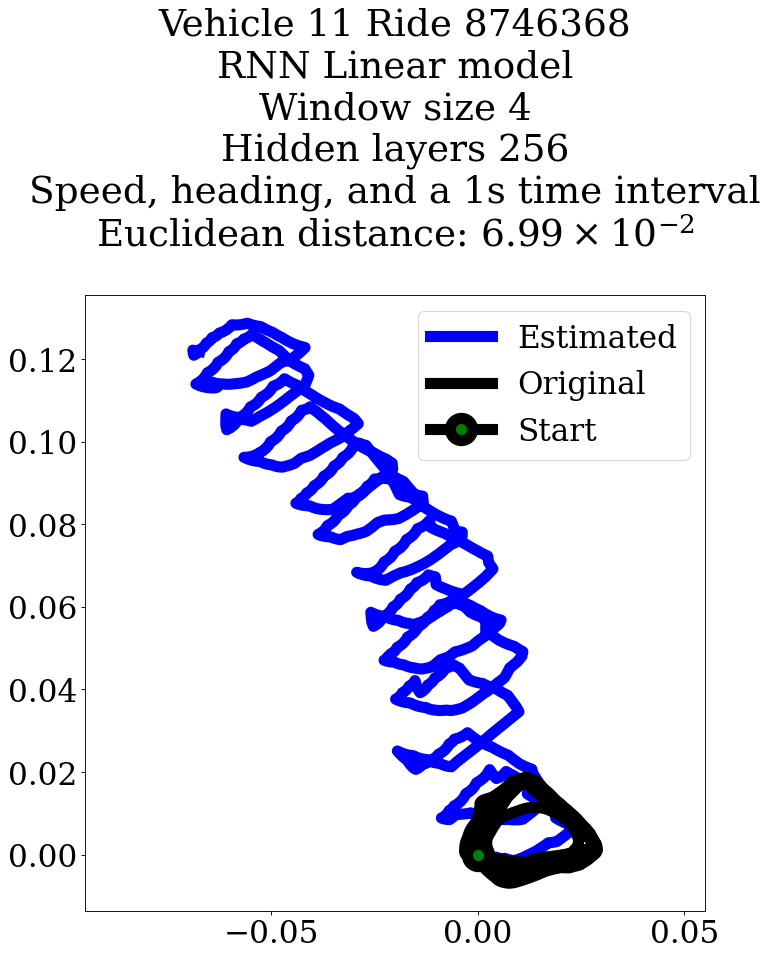 Vehicle 11 Ride 8746368
RNN Linear model
Window size 4
Hidden layers 256
Speed, heading, and a 1s time interval
Euclidean distance: 6.99 × 10⁻²
Estimated
Original
Start
0.12
0.10
0.08
0.06
0.04
0.02
0.00
−0.05 0.00 0.05